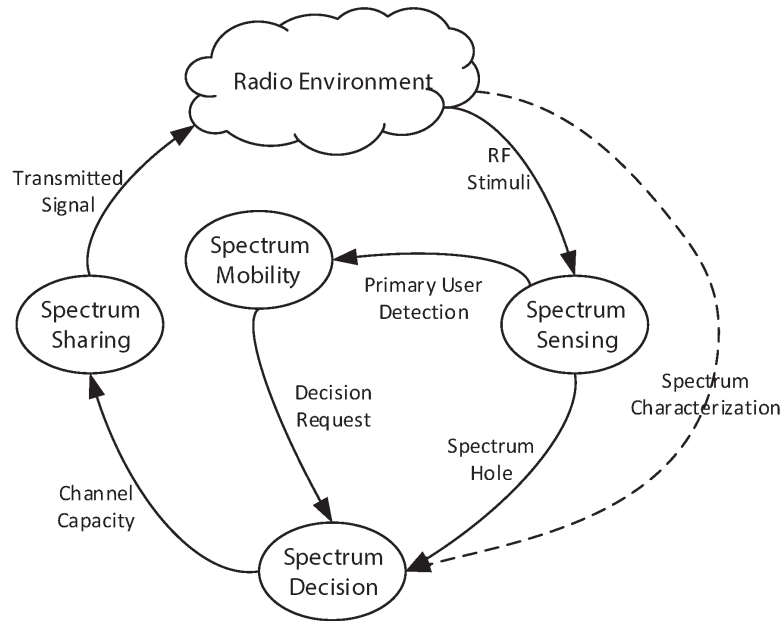 Radio Environment
RF
Stimuli
Transmitted
Signal
Spectrum
Mobility
Primary User
Detection
Spectrum
Sensing
Spectrum
Sharing
Decision
Request
Spectrum
Characterization
Spectrum
Hole
Channel
Capacity
Spectrum
Decision